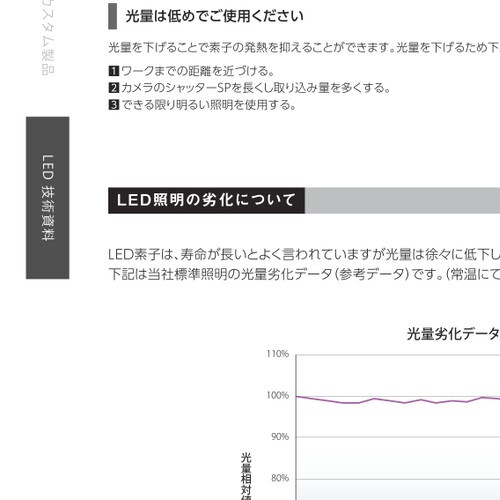 カスタム製品
光量は低めでご使用ください
光量を下げることで素子の発熱を抑えることができます。光量を下げるため下
1 ワークまでの距離を近づける。
2 カメラのシャッターSPを長くし取り込み量を多くする。
3 できる限り明るい照明を使用する。
LED 技術資料
LED照明の劣化について
LED素子は、寿命が長いとよく言われていますが光量は徐々に低下し
下記は当社標準照明の光量劣化データ(参考データ)です。(常温にて
光量劣化データ
110%
100%
90%
80%
光量相対値